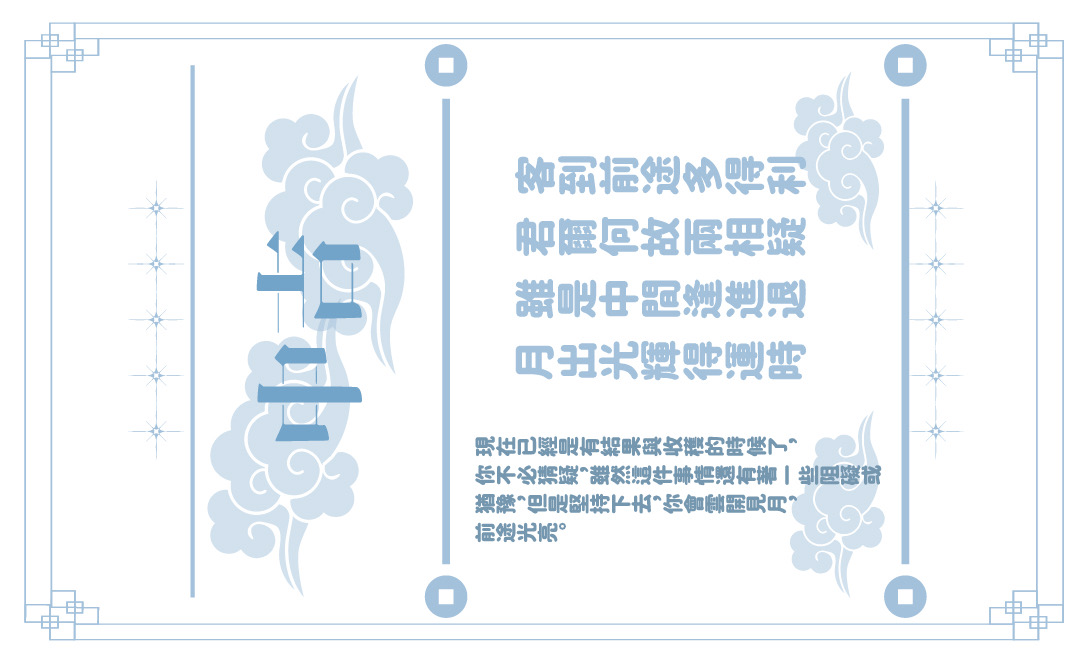 中吉
客到前途多得利
君爾何故兩相疑
雖是中間逢進退
月出光輝得運時
現在已經是有結果與收穫的時候了，
你不必猜疑，雖然這件事情還有著一些阻礙或
猶豫，但是堅持下去，你會雲開見月，
前途光亮。